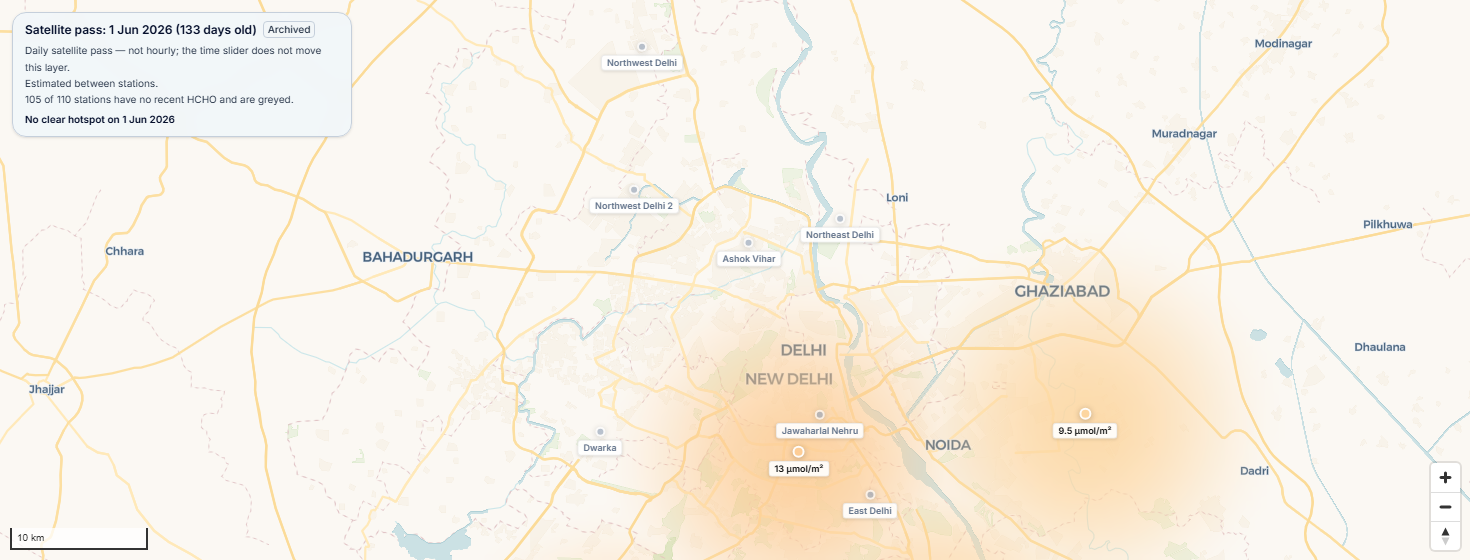 Satellite pass: 1 Jun 2026 (133 days old) Archived
Daily satellite pass — not hourly; the time slider does not move
this layer.
Estimated between stations.
105 of 110 stations have no recent HCHO and are greyed.
No clear hotspot on 1 Jun 2026
Modinagar
Northwest Delhi
Muradnagar
Loni
Northwest Delhi 2
Pilkhuwa
Northeast Delhi
Chhara
BAHADURGARH
Ashok Vihar
GHAZIABAD
DELHI
Dhaulana
NEW DELHI
Jhajjar
Jawaharlal Nehru
9.5 µmol/m²
Dwarka
NOIDA
13 µmol/m²
Dadri
East Delhi
10 km